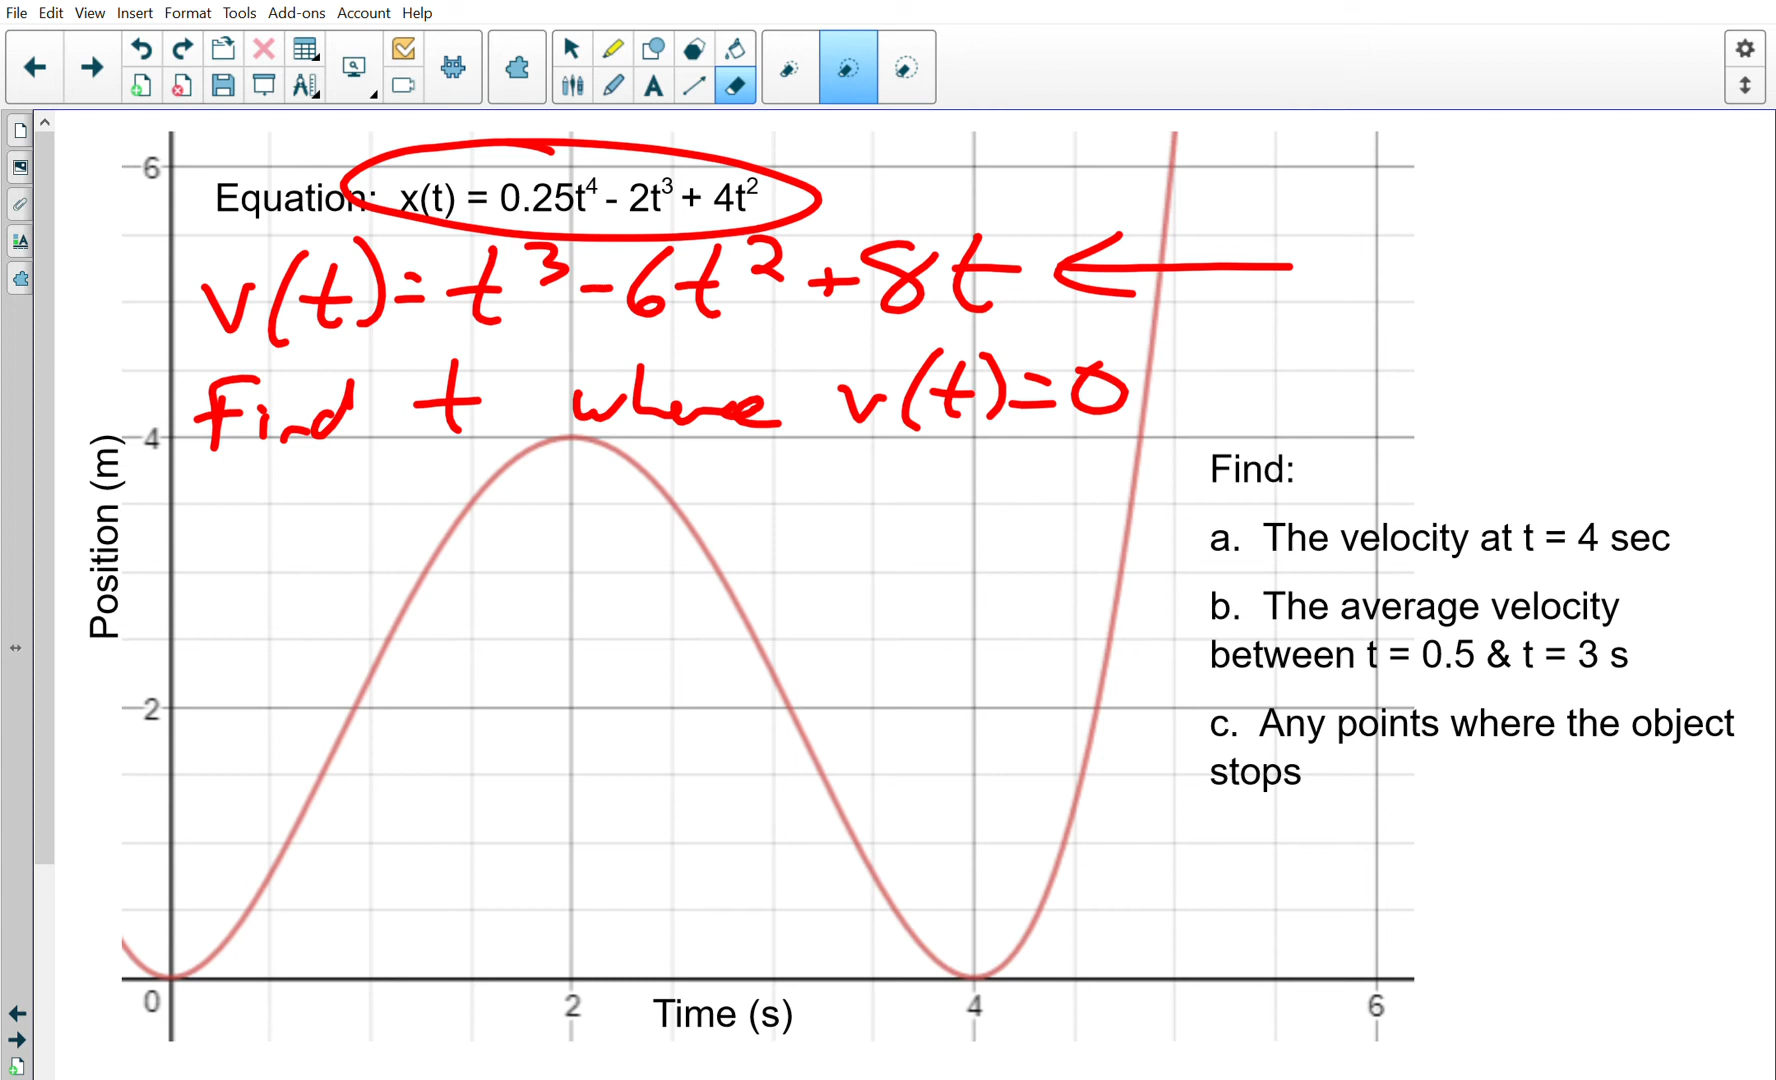 File Edit View Insert Format Tools Add-ons Account Help
6
Equation: x(t) = 0.25t⁴ - 2t³ + 4t²
v(t) = t³ - 6t² + 8t
Find t where v(t) = 0
4
Position (m)
Find:
a. The velocity at t = 4 sec
b. The average velocity
between t = 0.5 & t = 3 s
2
c. Any points where the object
stops
0 2 Time (s) 4 6